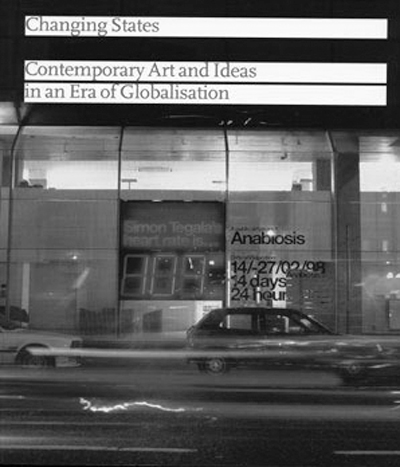 Changing States
Contemporary Art and Ideas
in an Era of Globalisation
Simon Tegala's
heart rate is...
Anabiosis
14/-27/02/98
14 days
24 hour